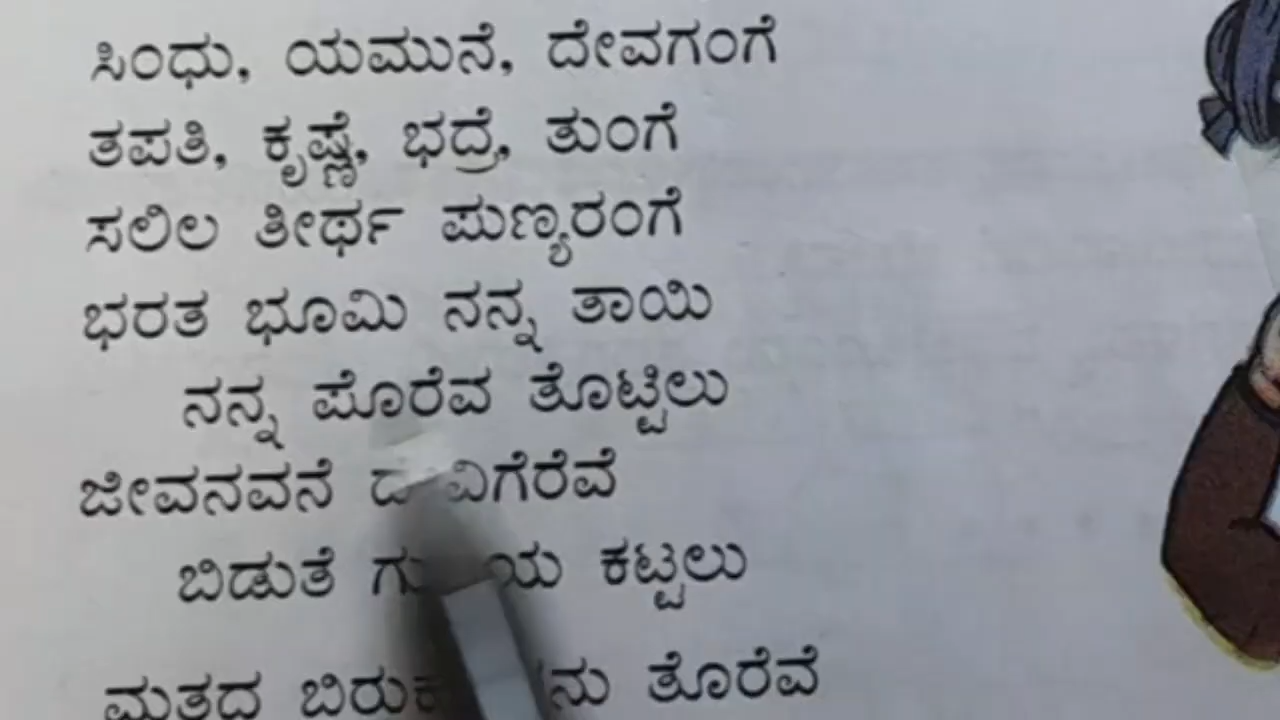 ಸಿಂಧು, ಯಮುನೆ, ದೇವಗಂಗೆ
ತಪತಿ, ಕೃಷ್ಣೆ, ಭದ್ರೆ, ತುಂಗೆ
ಸಲಿಲ ತೀರ್ಥ ಪುಣ್ಯರಂಗೆ
ಭರತ ಭೂಮಿ ನನ್ನ ತಾಯಿ
ನನ್ನ ಪೊರೆವ ತೊಟ್ಟಿಲು
ಜೀವನವನೆ
ಬಿಡುತೆ ಕಟ್ಟಲು
ಮತದ ತೊರೆವೆ